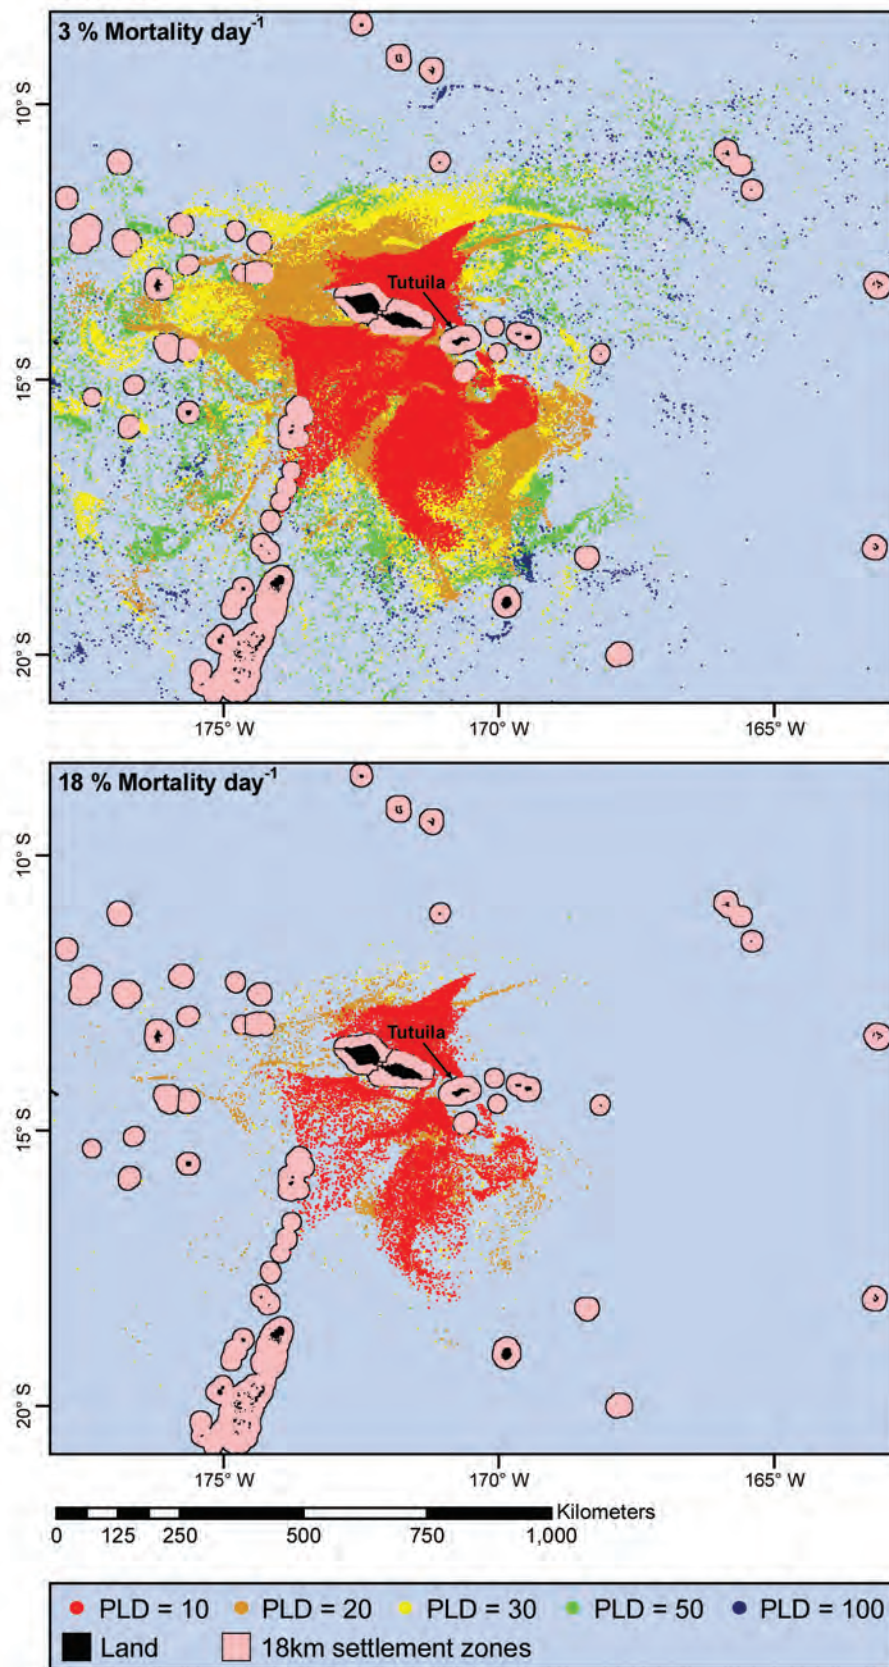 3 % Mortality day-1
10° S
15° S
20° S
Tutuila
175° W
170° W
165° W
18 % Mortality day-1
10° S
15° S
20° S
Tutuila
175° W
170° W
165° W
Kilometers
0 125 250 500 750 1,000
PLD = 10 PLD = 20 PLD = 30 PLD = 50 PLD = 100
Land 18km settlement zones